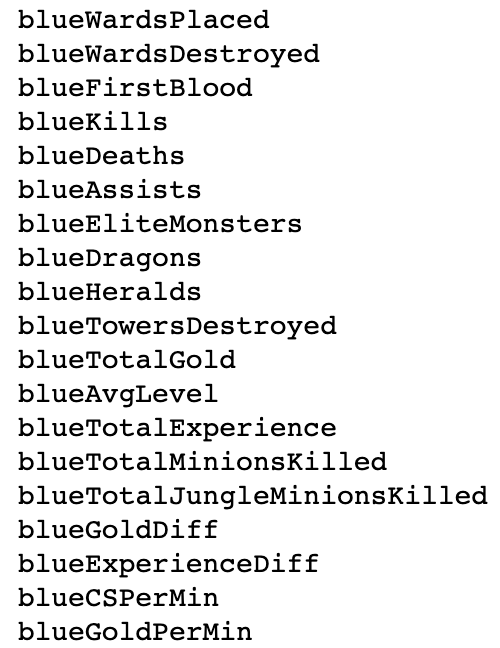 blueWardsPlaced
blueWardsDestroyed
blueFirstBlood
blueKills
blueDeaths
blueAssists
blueEliteMonsters
blueDragons
blueHeralds
blueTowersDestroyed
blueTotalGold
blueAvgLevel
blueTotalExperience
blueTotalMinionsKilled
blueTotalJungleMinionsKilled
blueGoldDiff
blueExperienceDiff
blueCSPerMin
blueGoldPerMin